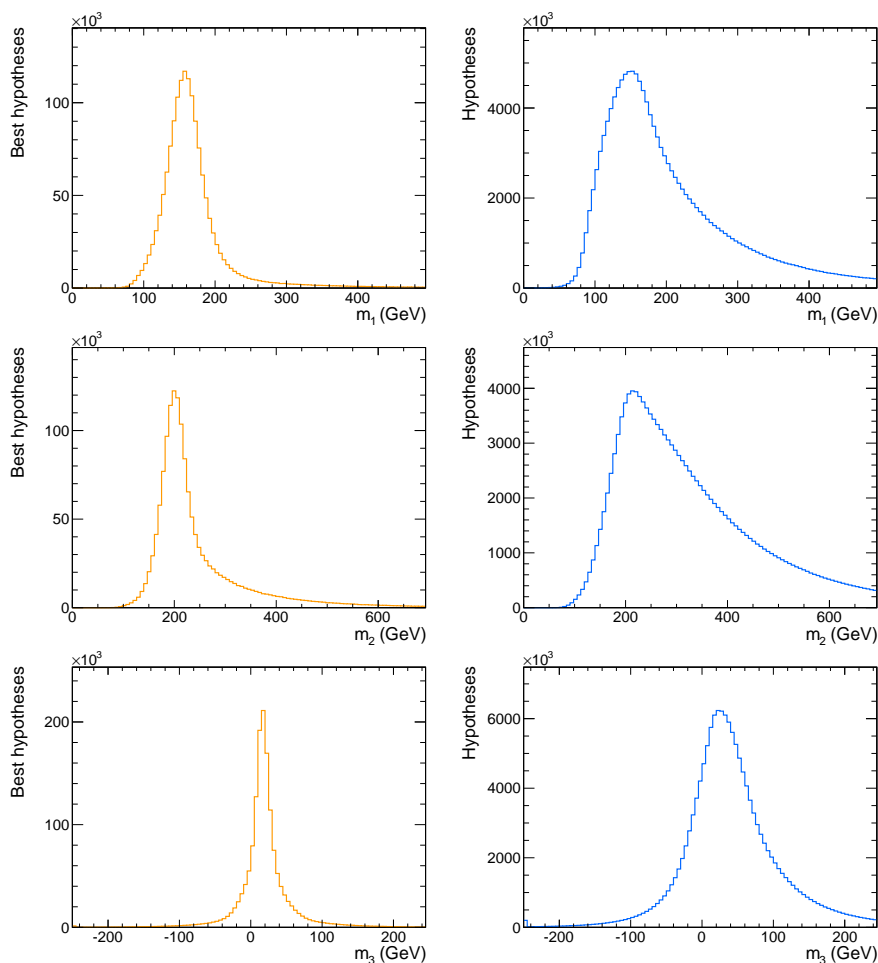 ×10³
Best hypotheses
100
50
0
0 100 200 300 400
m₁ (GeV)
×10³
Hypotheses
4000
2000
0
0 100 200 300 400
m₁ (GeV)
×10³
Best hypotheses
100
50
0
0 200 400 600
m₂ (GeV)
×10³
Hypotheses
4000
3000
2000
1000
0
0 200 400 600
m₂ (GeV)
×10³
Best hypotheses
200
100
0
-200 -100 0 100 200
m₃ (GeV)
×10³
Hypotheses
6000
4000
2000
0
-200 -100 0 100 200
m₃ (GeV)